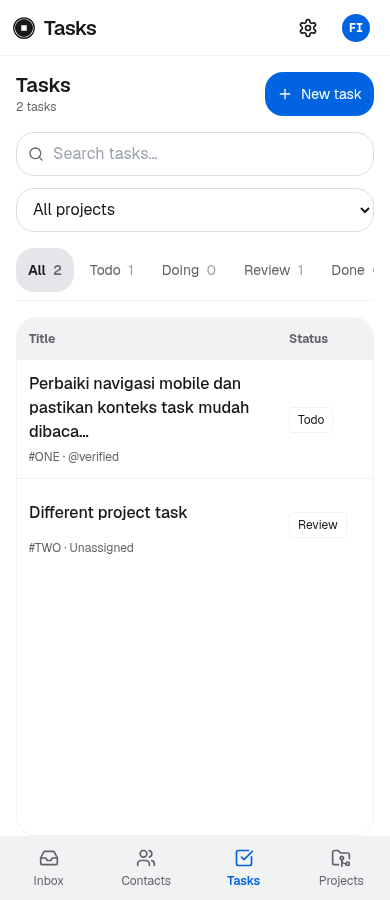 Tasks
FI
Tasks
2 tasks
New task
Search tasks...
All projects
All 2 Todo 1 Doing 0 Review 1 Done
Title Status
Perbaiki navigasi mobile dan
pastikan konteks task mudah
dibaca...
Todo
#ONE · @verified
Different project task
Review
#TWO · Unassigned
Inbox Contacts Tasks Projects